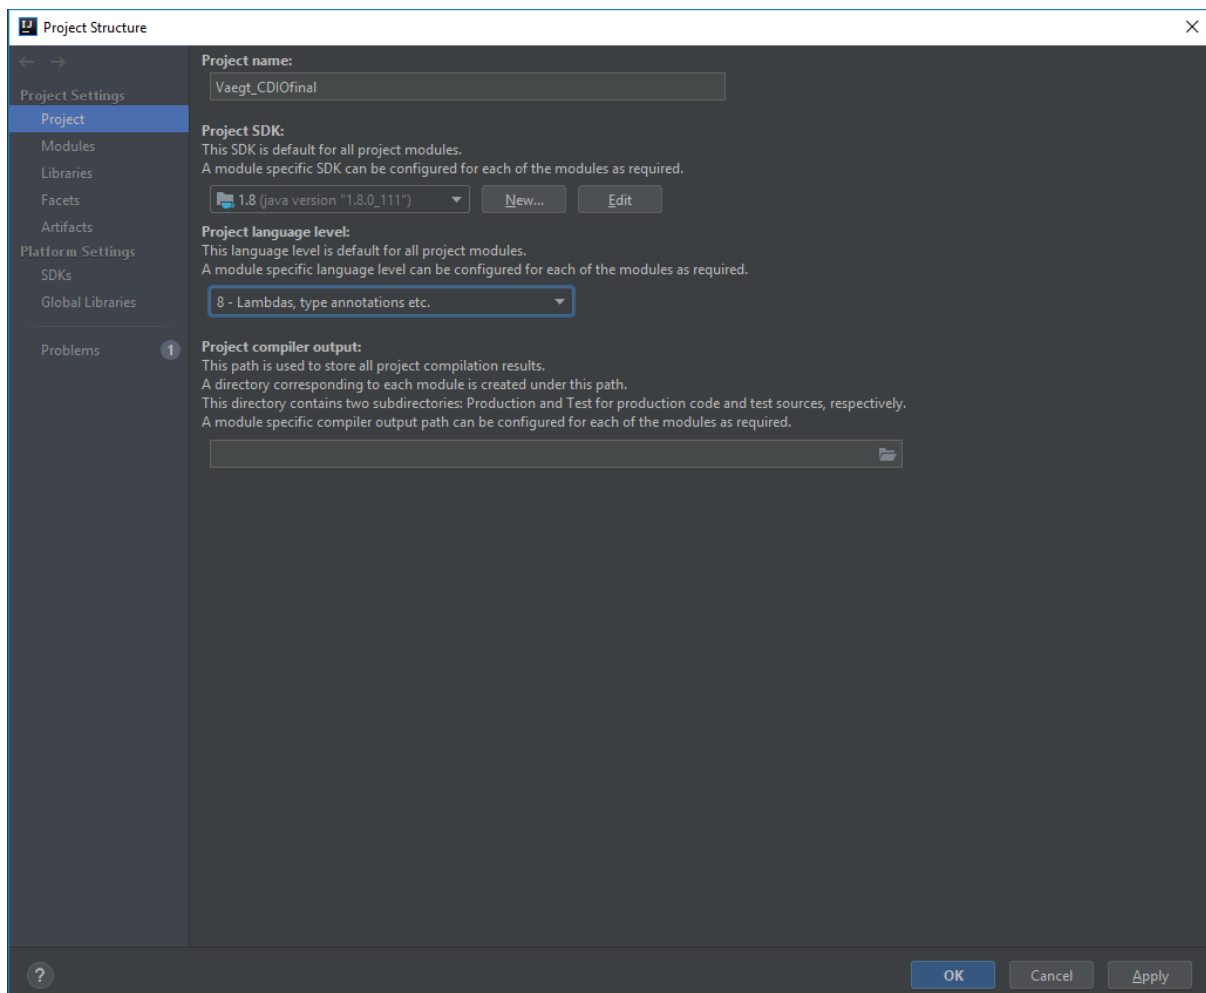 IJ Project Structure
Project Settings
Project
Modules
Libraries
Facets
Artifacts
Platform Settings
SDKs
Global Libraries
Problems 1
Project name:
Vaegt_CDIOfinal
Project SDK:
This SDK is default for all project modules.
A module specific SDK can be configured for each of the modules as required.
1.8 (java version "1.8.0_111") New... Edit
Project language level:
This language level is default for all project modules.
A module specific language level can be configured for each of the modules as required.
8 - Lambdas, type annotations etc.
Project compiler output:
This path is used to store all project compilation results.
A directory corresponding to each module is created under this path.
This directory contains two subdirectories: Production and Test for production code and test sources, respectively.
A module specific compiler output path can be configured for each of the modules as required.
? OK Cancel Apply